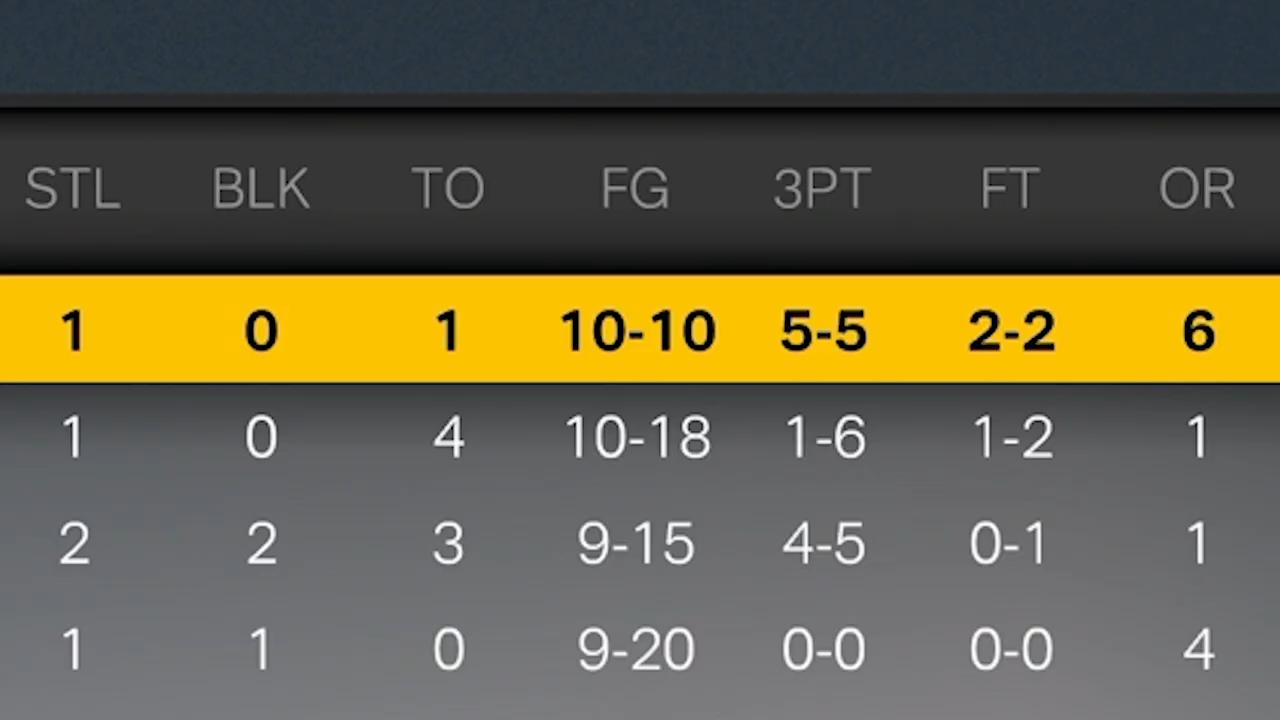 STL BLK TO FG 3PT FT OR
1 0 1 10-10 5-5 2-2 6
1 0 4 10-18 1-6 1-2 1
2 2 3 9-15 4-5 0-1 1
1 1 0 9-20 0-0 0-0 4